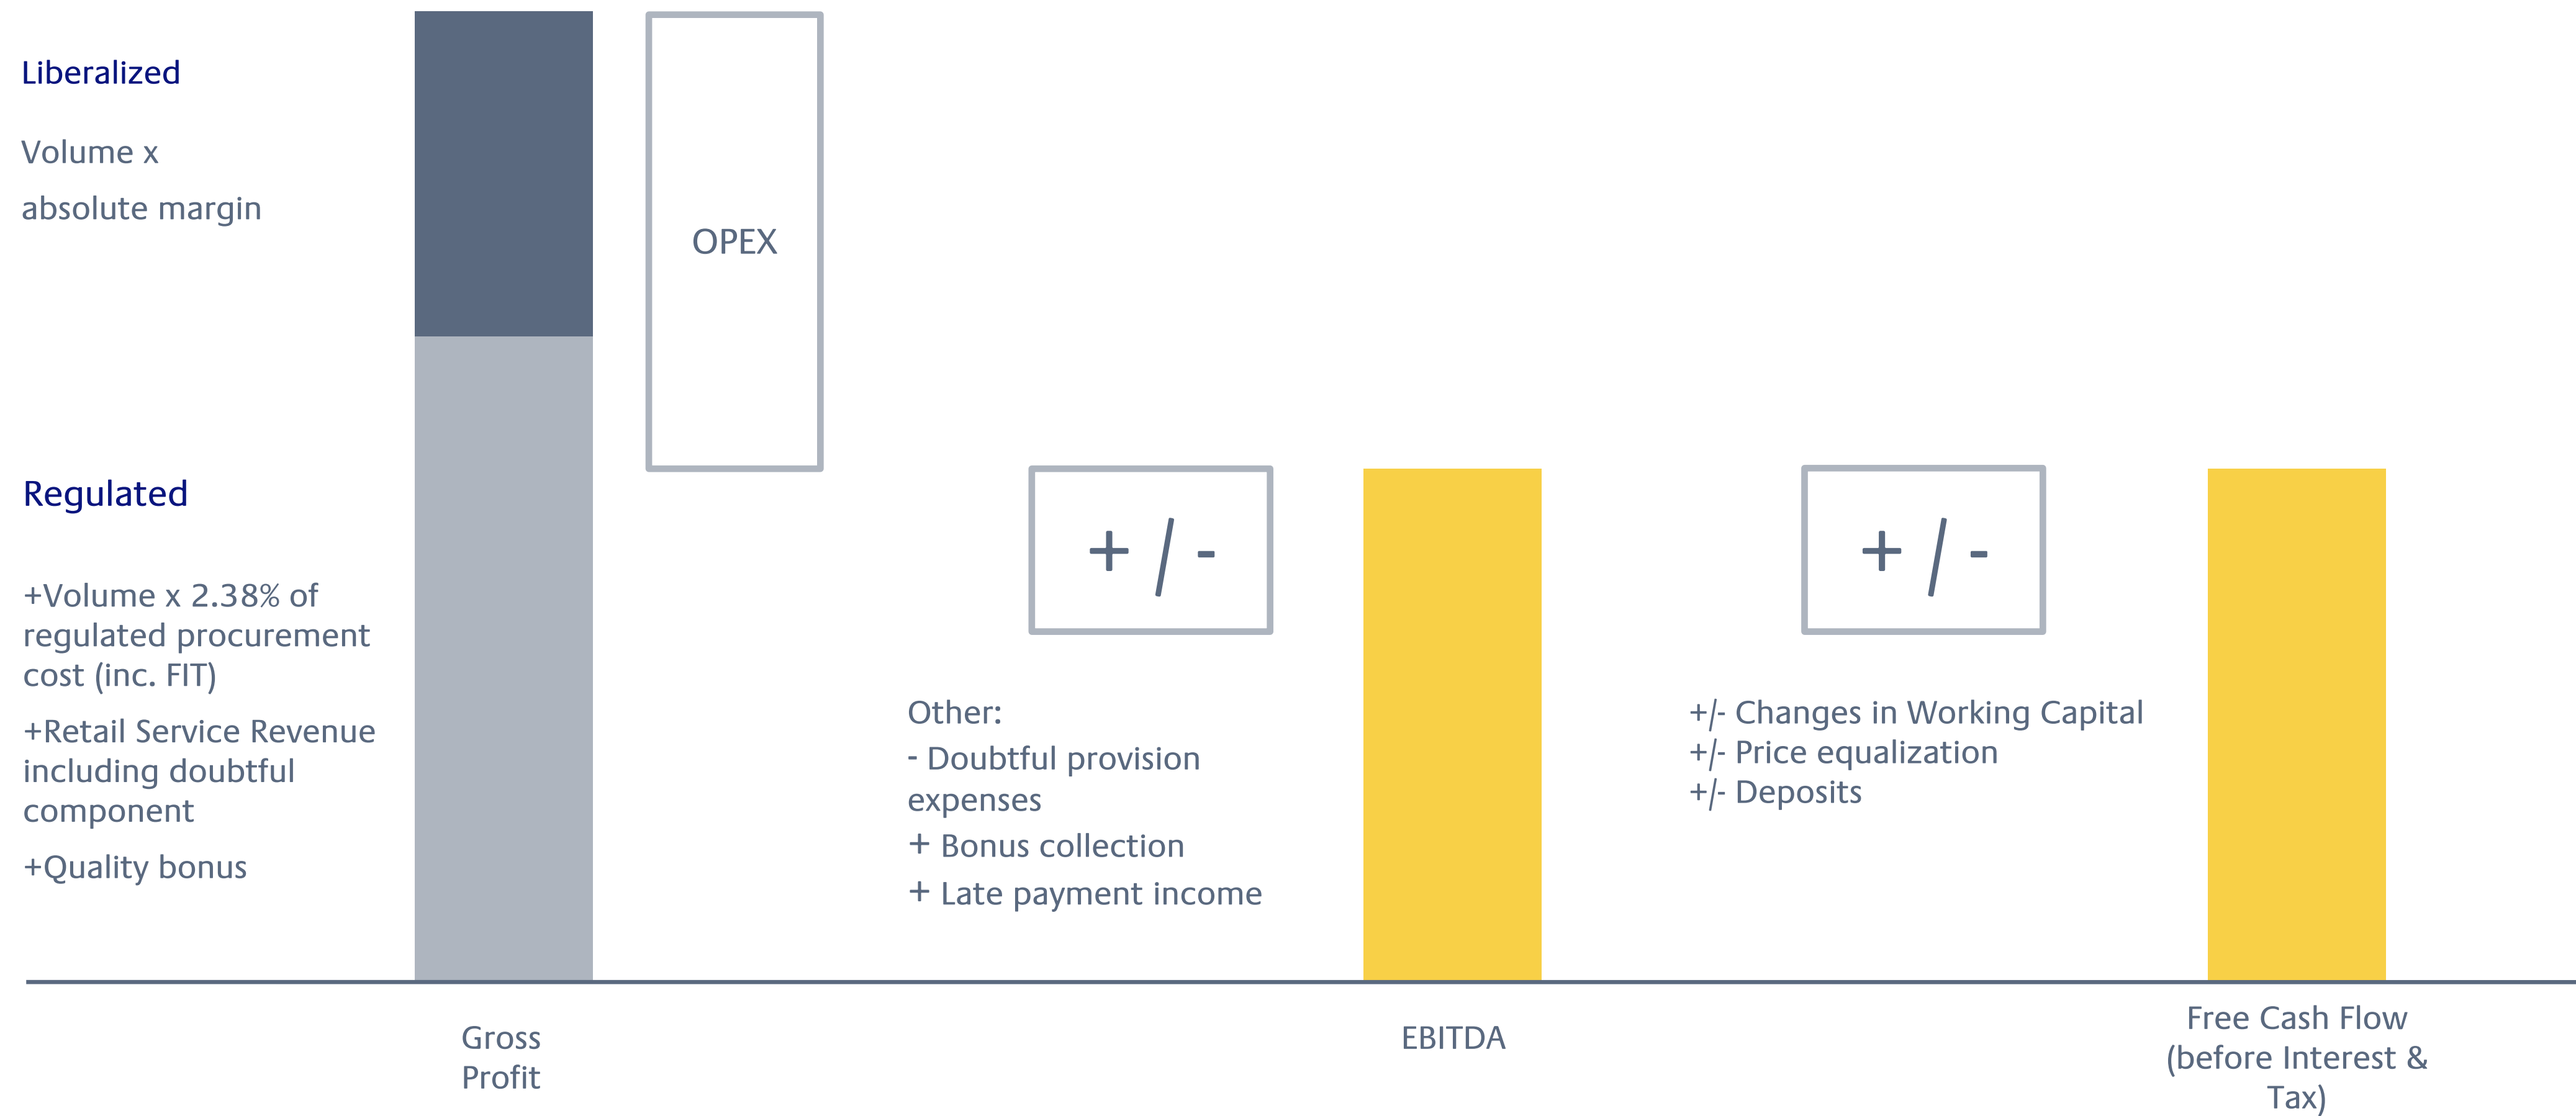 Liberalized
Volume x
absolute margin
OPEX
Regulated
+Volume x 2.38% of
regulated procurement
cost (inc. FIT)
+Retail Service Revenue
including doubtful
component
+Quality bonus
+ / -
Other:
- Doubtful provision
expenses
+ Bonus collection
+ Late payment income
+ / -
+/- Changes in Working Capital
+/- Price equalization
+/- Deposits
Gross
Profit
EBITDA
Free Cash Flow
(before Interest &
Tax)